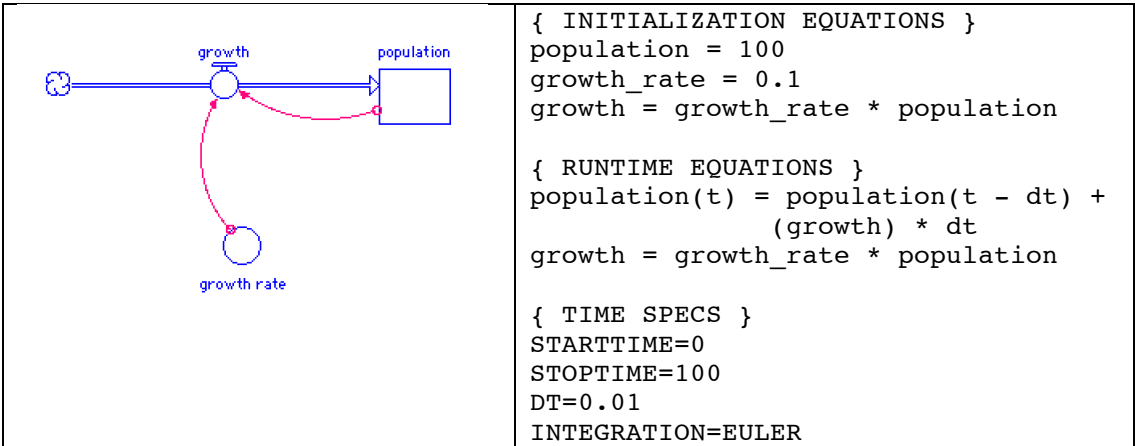 growth
population
growth rate
{ INITIALIZATION EQUATIONS }
population = 100
growth_rate = 0.1
growth = growth_rate * population
{ RUNTIME EQUATIONS }
population(t) = population(t - dt) +
(growth) * dt
growth = growth_rate * population
{ TIME SPECS }
STARTTIME=0
STOPTIME=100
DT=0.01
INTEGRATION=EULER